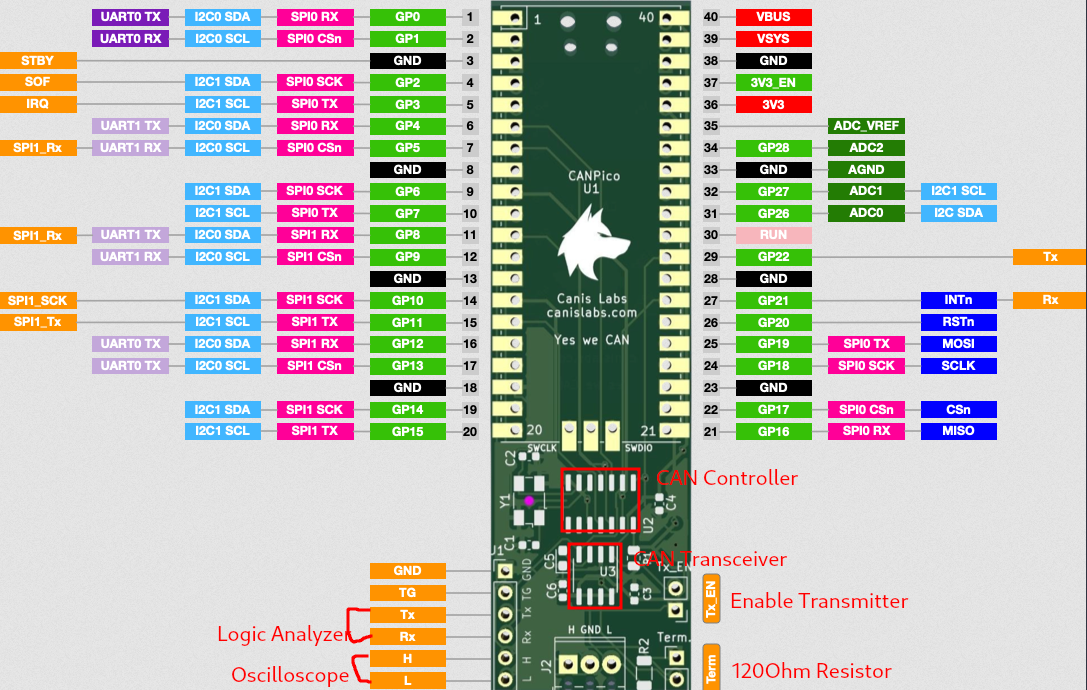 UART0 TX I2C0 SDA SPI0 RX GP0 1 1 40 40 VBUS
UART0 RX I2C0 SCL SPI0 CSn GP1 2 39 VSYS
STBY GND 3 38 GND
SOF I2C1 SDA SPI0 SCK GP2 4 37 3V3_EN
IRQ I2C1 SCL SPI0 TX GP3 5 36 3V3
UART1 TX I2C0 SDA SPI0 RX GP4 6 35 ADC_VREF
SPI1_Rx UART1 RX I2C0 SCL SPI0 CSn GP5 7 34 GP28 ADC2
GND 8 33 GND AGND
CANPico
U1
I2C1 SDA SPI0 SCK GP6 9 32 GP27 ADC1 I2C1 SCL
I2C1 SCL SPI0 TX GP7 10 31 GP26 ADC0 I2C SDA
SPI1_Rx UART1 TX I2C0 SDA SPI1 RX GP8 11 30 RUN
UART1 RX I2C0 SCL SPI1 CSn GP9 12 29 GP22 Tx
GND 13 28 GND
SPI1_SCK I2C1 SDA SPI1 SCK GP10 14 Canis Labs 27 GP21 INTn Rx
canislabs.com
SPI1_Tx I2C1 SCL SPI1 TX GP11 15 26 GP20 RSTn
UART0 TX I2C0 SDA SPI1 RX GP12 16 Yes we CAN 25 GP19 SPI0 TX MOSI
UART0 TX I2C0 SCL SPI1 CSn GP13 17 24 GP18 SPI0 SCK SCLK
GND 18 23 GND
I2C1 SDA SPI1 SCK GP14 19 22 GP17 SPI0 CSn CSn
I2C1 SCL SPI1 TX GP15 20 20 21 21 GP16 SPI0 RX MISO
SWCLK SWDIO
C2
CAN Controller
Y1 U2 C4
C1
J1 GND C5 U3 CAN Transceiver
TX_EN
GND
TG TG C6 C3 Tx_EN Enable Transmitter
Tx Tx
Logic Analyzer Rx Rx H GND L Term.
H H J2 R2
Oscilloscope L L Term 120Ohm Resistor